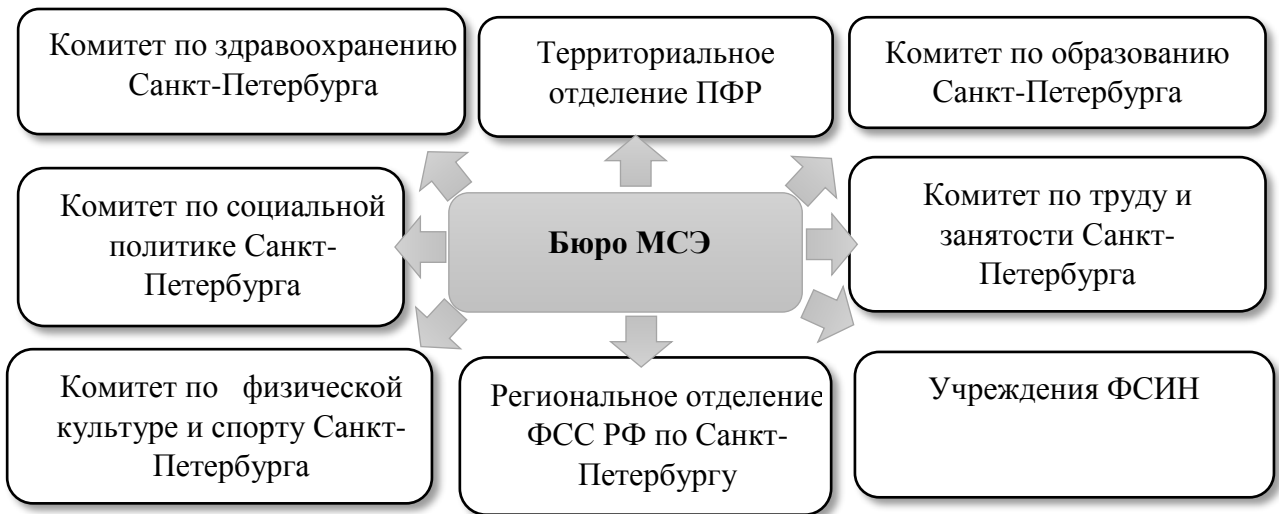 Комитет по здравоохранению
Санкт-Петербурга
Территориальное
отделение ПФР
Комитет по образованию
Санкт-Петербурга
Комитет по социальной
политике Санкт-
Петербурга
Бюро МСЭ
Комитет по труду и
занятости Санкт-
Петербурга
Комитет по физической
культуре и спорту Санкт-
Петербурга
Региональное отделение
ФСС РФ по Санкт-
Петербургу
Учреждения ФСИН